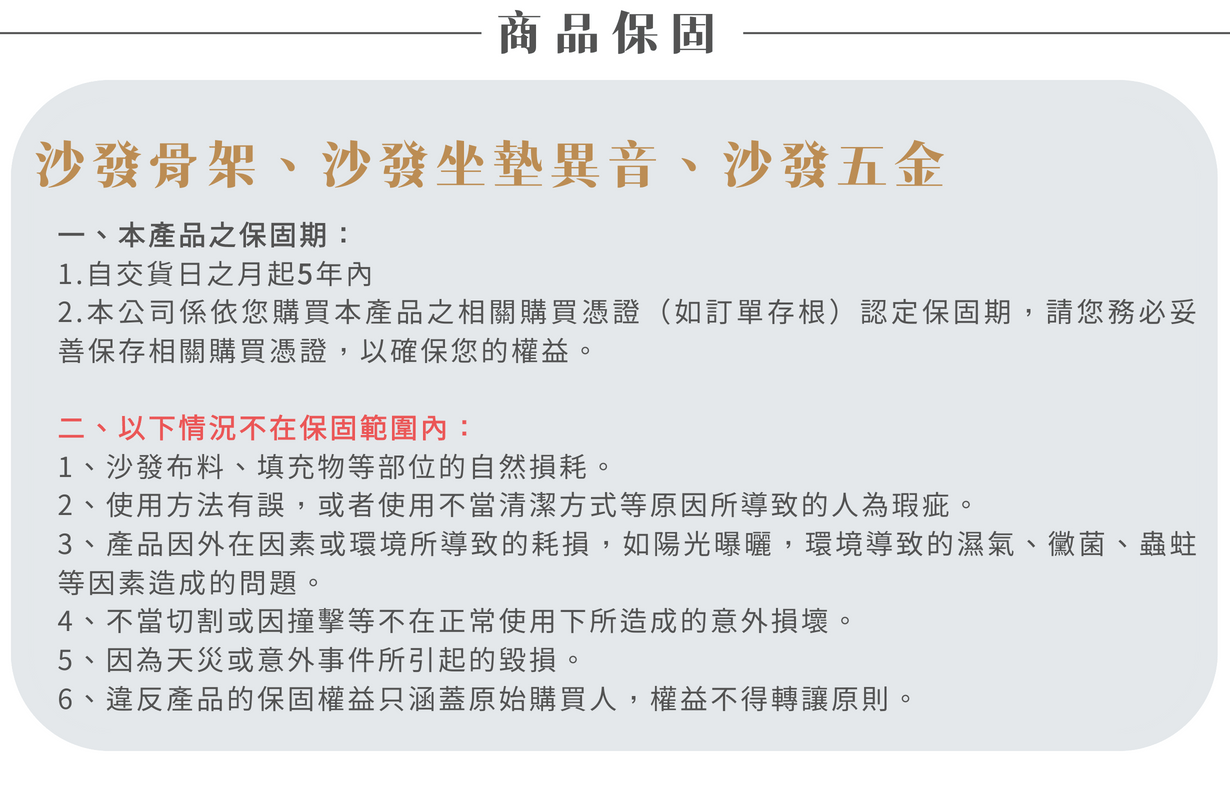 商品保固
沙發骨架、沙發坐墊異音、沙發五金
一、本產品之保固期：
1.自交貨日之月起5年內
2.本公司係依您購買本產品之相關購買憑證（如訂單存根）認定保固期，請您務必妥
善保存相關購買憑證，以確保您的權益。
二、以下情況不在保固範圍內：
1、沙發布料、填充物等部位的自然損耗。
2、使用方法有誤，或者使用不當清潔方式等原因所導致的人為瑕疵。
3、產品因外在因素或環境所導致的耗損，如陽光曝曬，環境導致的濕氣、黴菌、蟲蛀
等因素造成的問題。
4、不當切割或因撞擊等不在正常使用下所造成的意外損壞。
5、因為天災或意外事件所引起的毀損。
6、違反產品的保固權益只涵蓋原始購買人，權益不得轉讓原則。